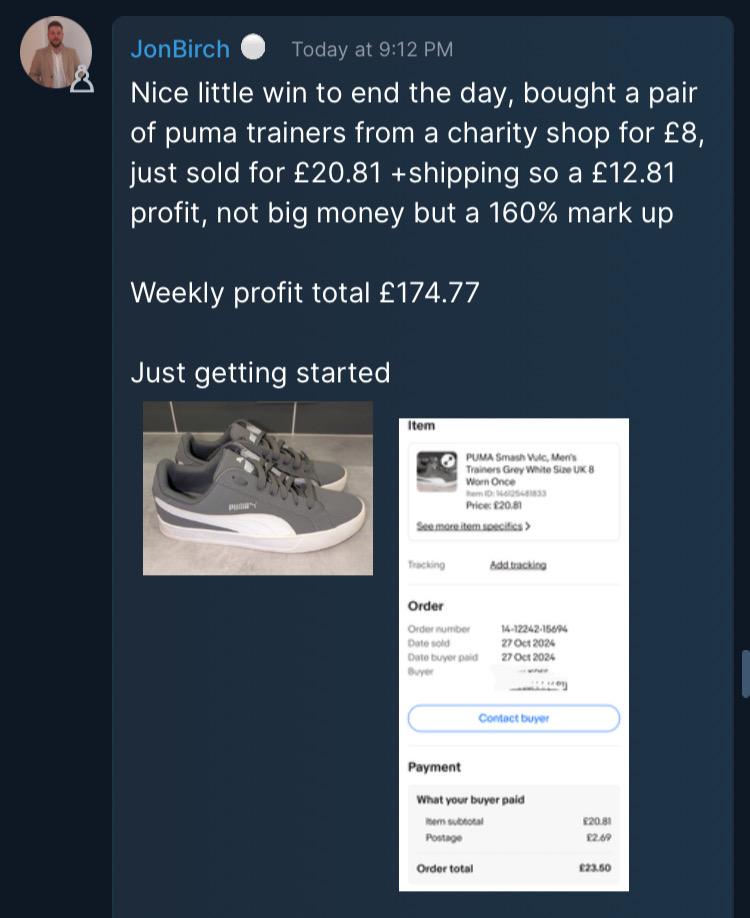 JonBirch Today at 9:12 PM
Nice little win to end the day, bought a pair
of puma trainers from a charity shop for £8,
just sold for £20.81 +shipping so a £12.81
profit, not big money but a 160% mark up
Weekly profit total £174.77
Just getting started
PUMA
Item
PUMA Smash Vulc, Men's
Trainers Grey White Size UK 8
Worn Once
Item ID: 146125481833
Price: £20.81
See more item specifics >
Tracking Add tracking
Order
Order number 14-12242-15694
Date sold 27 Oct 2024
Date buyer paid 27 Oct 2024
Buyer
Contact buyer
Payment
What your buyer paid
Item subtotal £20.81
Postage £2.69
Order total £23.50